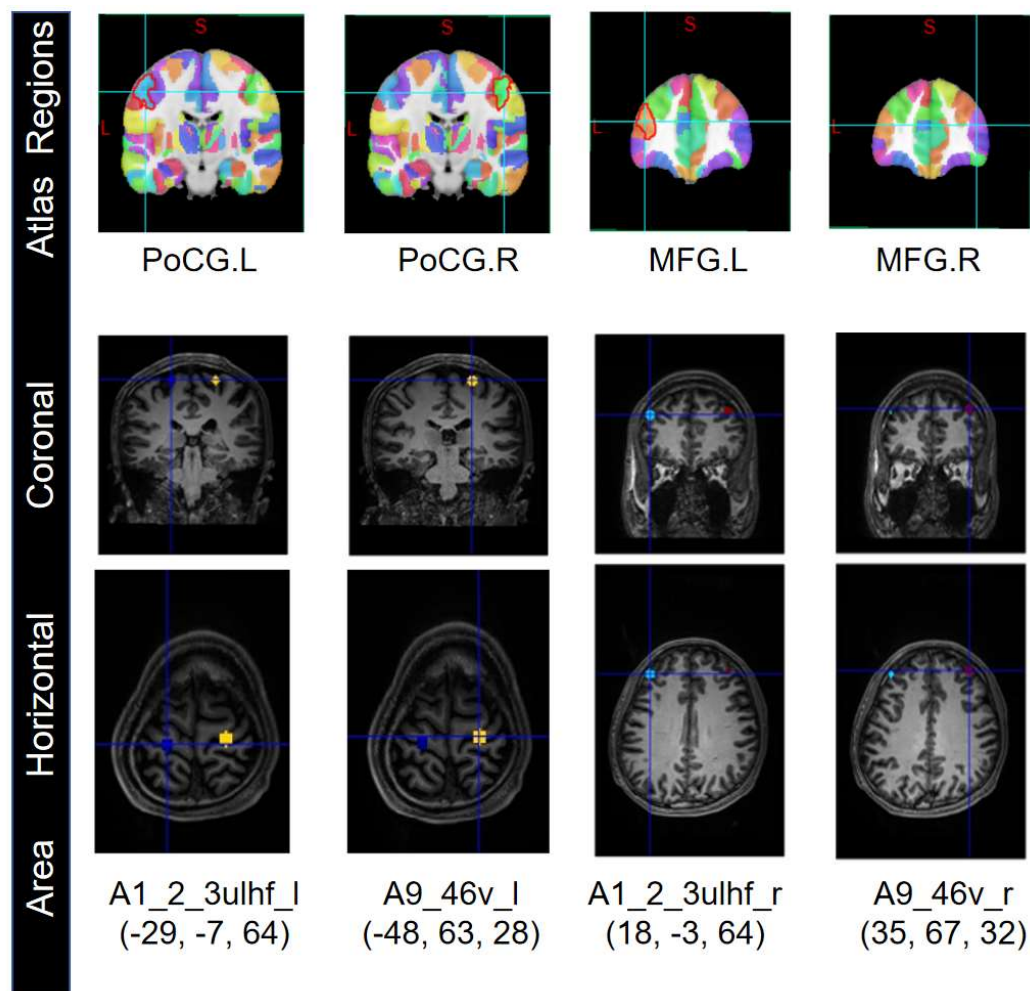 Atlas Regions
S
S
S
S
L
L
L
L
PoCG.L
PoCG.R
MFG.L
MFG.R
Coronal
Horizontal
Area
A1_2_3ulhf_l
A9_46v_l
A1_2_3ulhf_r
A9_46v_r
(-29, -7, 64)
(-48, 63, 28)
(18, -3, 64)
(35, 67, 32)